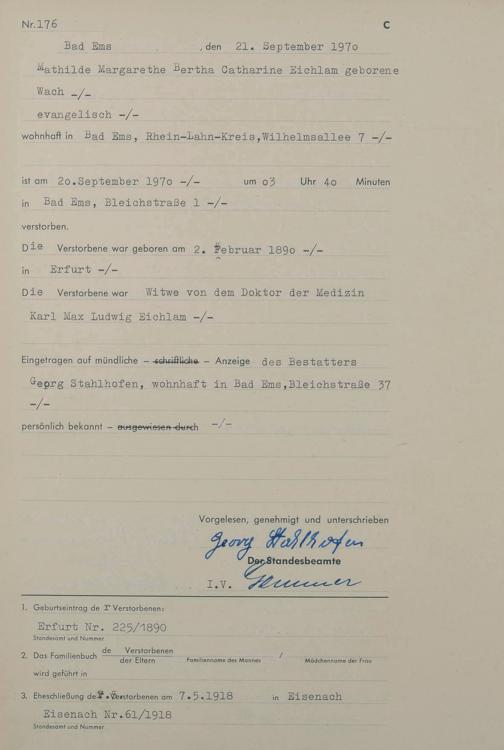 Nr. 176 C
Bad Ems , den 21. September 1970
Mathilde Margarethe Bertha Catharine Eichlam geborene
Wach -/-
evangelisch -/-
wohnhaft in Bad Ems, Rhein-Lahn-Kreis,Wilhelmsallee 7 -/-
ist am 20.September 1970 -/- um 03 Uhr 40 Minuten
in Bad Ems, Bleichstraße 1 -/-
verstorben.
Die Verstorbene war geboren am 2. Februar 1890 -/-
in Erfurt -/-
Die Verstorbene war Witwe von dem Doktor der Medizin
Karl Max Ludwig Eichlam -/-
Eingetragen auf mündliche – schriftliche – Anzeige des Bestatters
Georg Stahlhofen, wohnhaft in Bad Ems,Bleichstraße 37
-/-
persönlich bekannt – ausgewiesen durch -/-
Vorgelesen, genehmigt und unterschrieben
Georg Stahlhofen
Der Standesbeamte
I.V.
1. Geburtseintrag der Verstorbenen:
Erfurt Nr. 225/1890
Standesamt und Nummer
2. Das Familienbuch de Verstorbenen / der Eltern Familienname des Mannes / Mädchenname der Frau
wird geführt in
3. Eheschließung der Verstorbenen am 7.5.1918 in Eisenach
Eisenach Nr.61/1918
Standesamt und Nummer